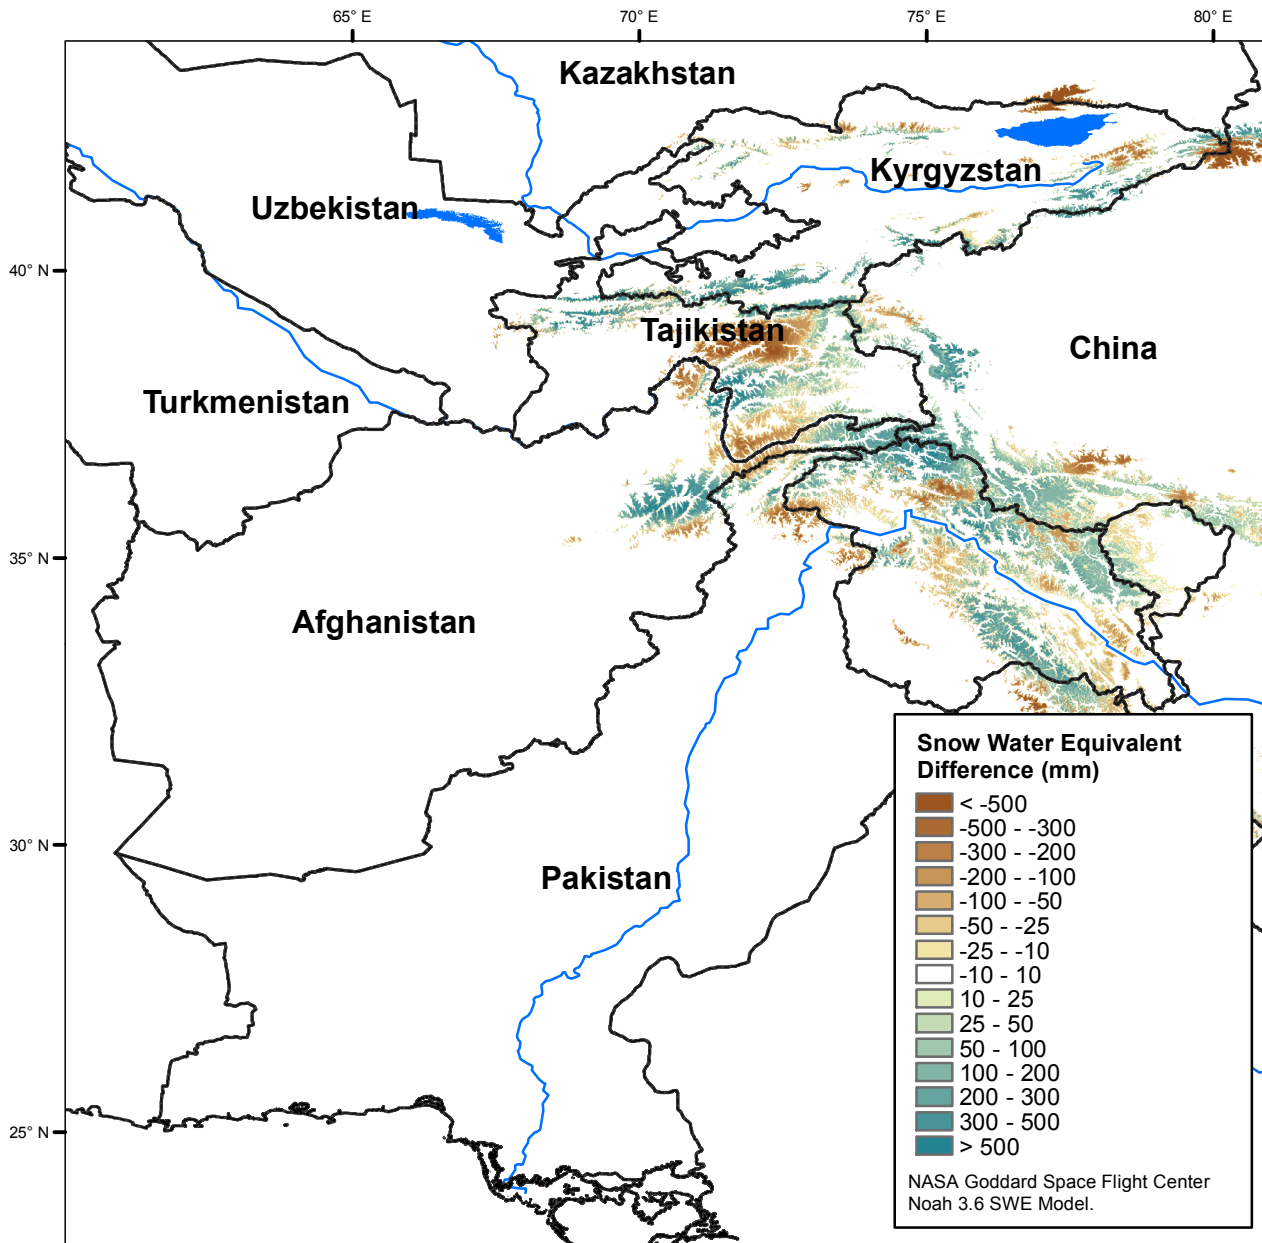 65° E
70° E
75° E
80° E
Kazakhstan
Kyrgyzstan
Uzbekistan
40° N
Tajikistan
China
Turkmenistan
35° N
Afghanistan
30° N
Pakistan
25° N
Snow Water Equivalent
Difference (mm)
< -500
-500 - -300
-300 - -200
-200 - -100
-100 - -50
-50 - -25
-25 - -10
-10 - 10
10 - 25
25 - 50
50 - 100
100 - 200
200 - 300
300 - 500
> 500
NASA Goddard Space Flight Center
Noah 3.6 SWE Model.